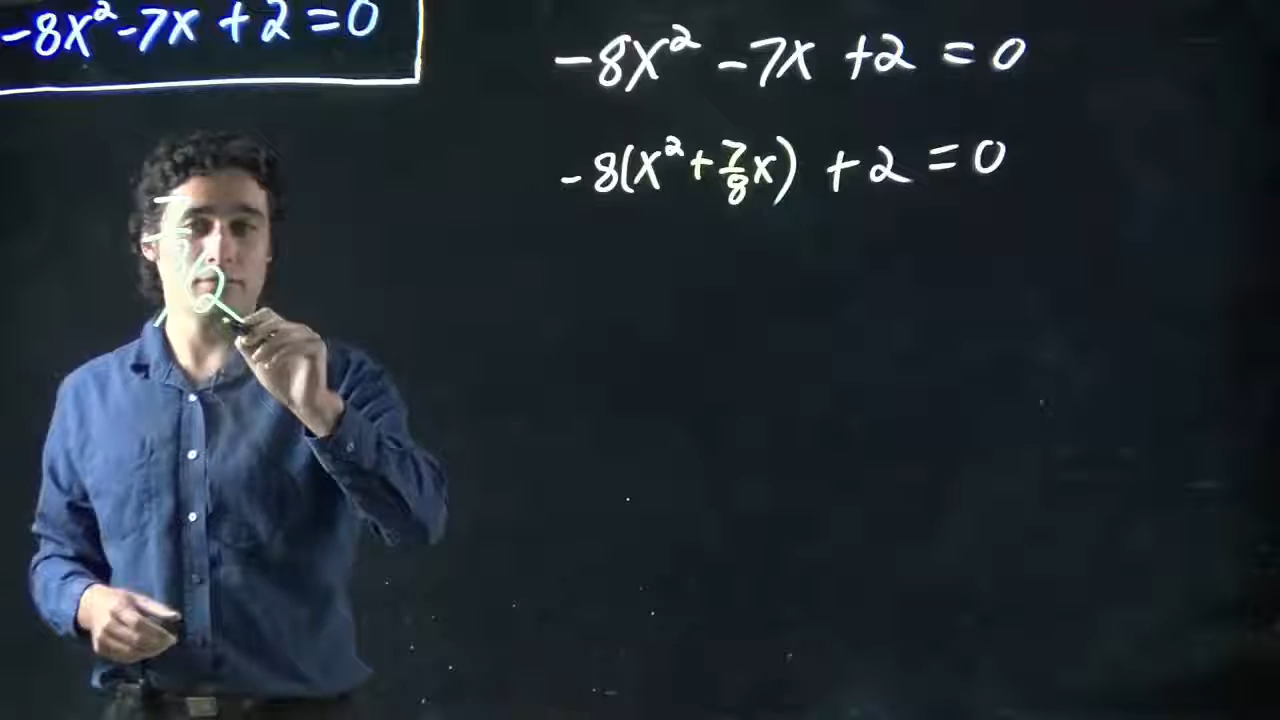 -8x²-7x+2=0
-8x² -7x +2 = 0
-8(x²+⅞x) +2 = 0